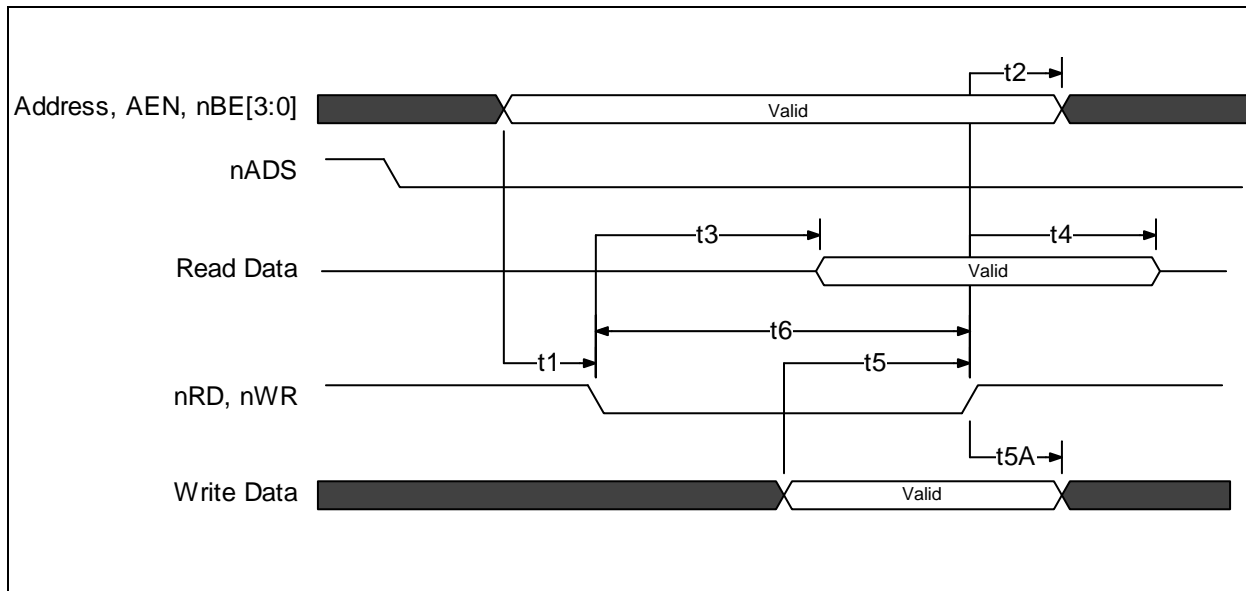 t2
Address, AEN, nBE[3:0]
Valid
nADS
t3
t4
Read Data
Valid
t6
t1
t5
nRD, nWR
t5A
Write Data
Valid